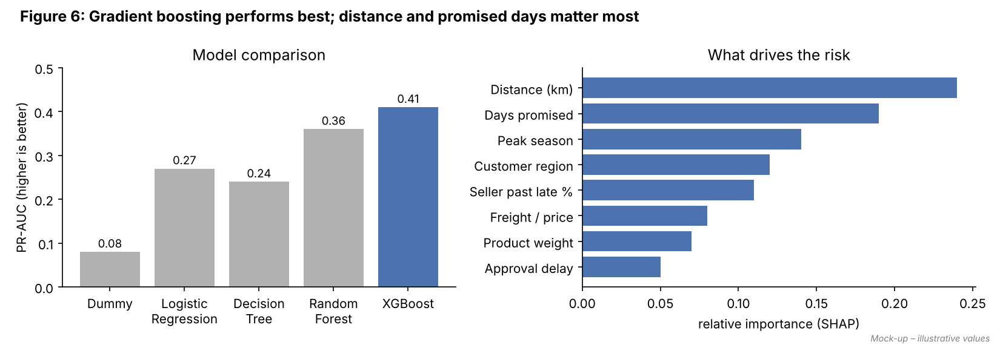 Figure 6: Gradient boosting performs best; distance and promised days matter most
Model comparison
PR-AUC (higher is better)
0.5
0.4
0.3
0.2
0.1
0.0
0.08
0.27
0.24
0.36
0.41
Dummy
Logistic
Regression
Decision
Tree
Random
Forest
XGBoost
What drives the risk
Distance (km)
Days promised
Peak season
Customer region
Seller past late %
Freight / price
Product weight
Approval delay
0.00 0.05 0.10 0.15 0.20 0.25
relative importance (SHAP)
Mock-up – illustrative values